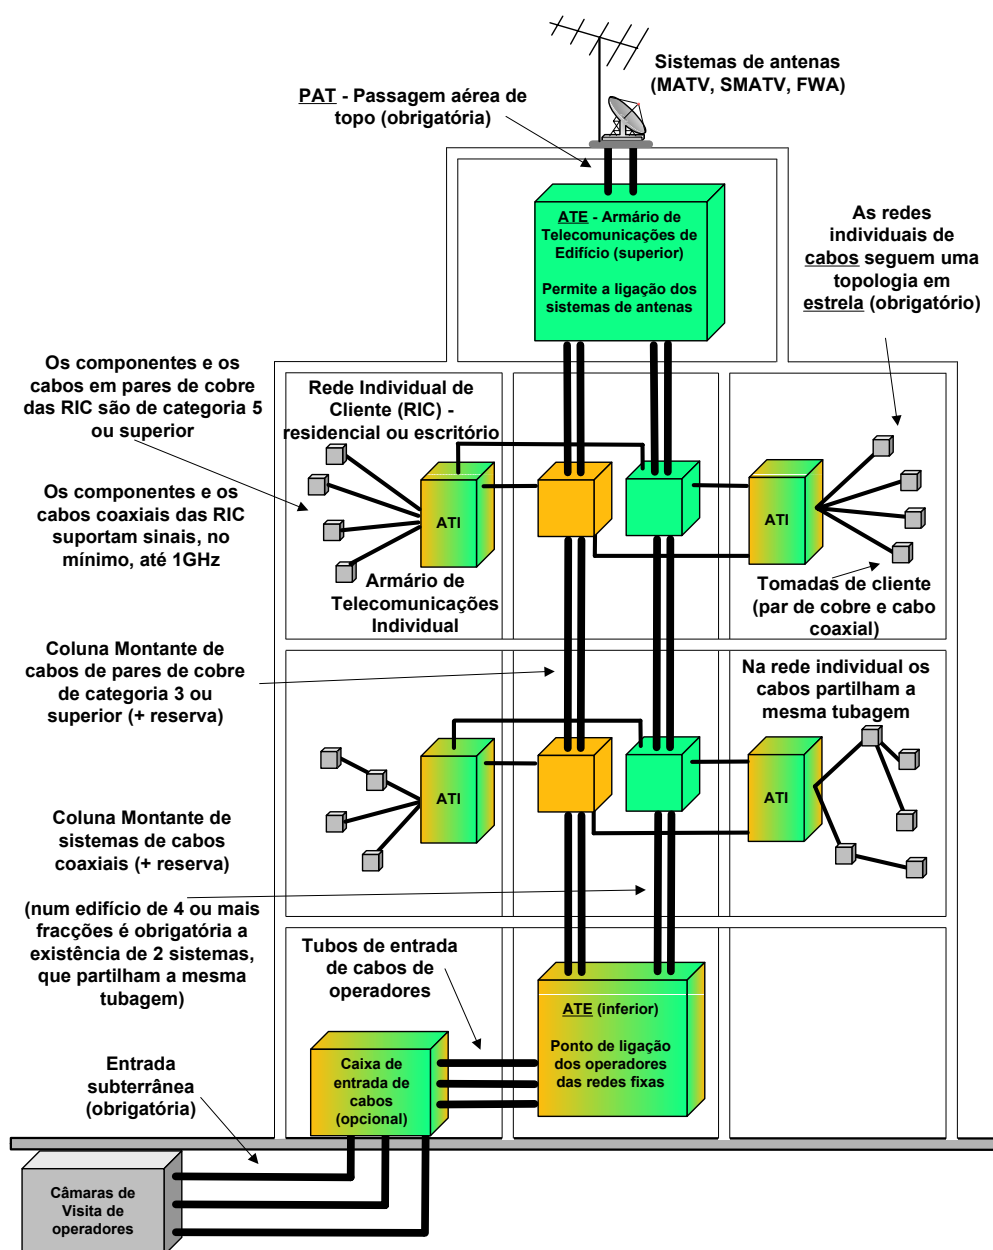 Sistemas de antenas
(MATV, SMATV, FWA)
PAT - Passagem aérea de
topo (obrigatória)
ATE - Armário de
Telecomunicações de
Edifício (superior)
Permite a ligação dos
sistemas de antenas
As redes
individuais de
cabos seguem uma
topologia em
estrela (obrigatório)
Os componentes e os
cabos em pares de cobre
das RIC são de categoria 5
ou superior
Rede Individual de
Cliente (RIC) -
residencial ou escritório
Os componentes e os
cabos coaxiais das RIC
suportam sinais, no
mínimo, até 1GHz
ATI
ATI
Armário de
Telecomunicações
Individual
Tomadas de cliente
(par de cobre e cabo
coaxial)
Coluna Montante de
cabos de pares de cobre
de categoria 3 ou
superior (+ reserva)
Na rede individual os
cabos partilham a
mesma tubagem
ATI
ATI
Coluna Montante de
sistemas de cabos
coaxiais (+ reserva)
(num edifício de 4 ou mais
fracções é obrigatória a
existência de 2 sistemas,
que partilham a mesma
tubagem)
Tubos de entrada
de cabos de
operadores
ATE (inferior)
Ponto de ligação
dos operadores
das redes fixas
Caixa de
entrada de
cabos
(opcional)
Entrada
subterrânea
(obrigatória)
Câmaras de
Visita de
operadores